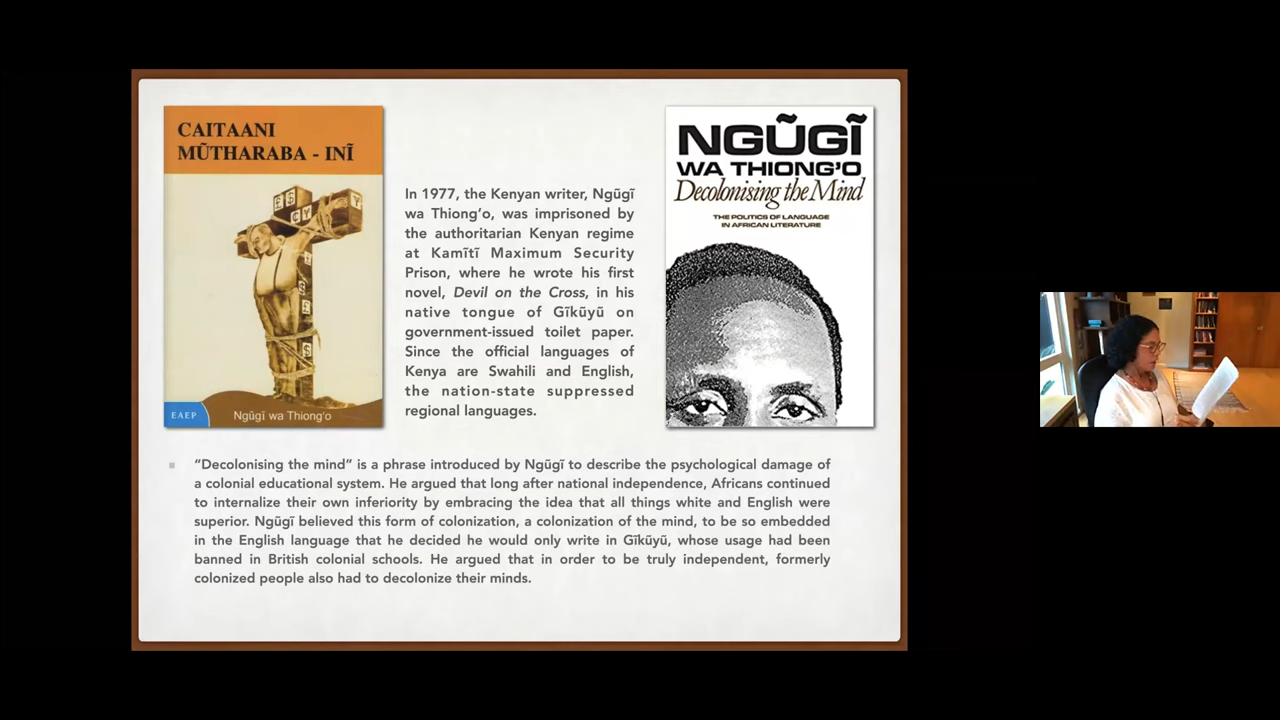 CAITAANI
MŨTHARABA - INĨ
EAEP
Ngũgĩ wa Thiong'o
In 1977, the Kenyan writer, Ngũgĩ
wa Thiong’o, was imprisoned by
the authoritarian Kenyan regime
at Kamĩtĩ Maximum Security
Prison, where he wrote his first
novel, Devil on the Cross, in his
native tongue of Gĩkũyũ on
government-issued toilet paper.
Since the official languages of
Kenya are Swahili and English,
the nation-state suppressed
regional languages.
NGŨGĨ
WA THIONG'O
Decolonising the Mind
THE POLITICS OF LANGUAGE
IN AFRICAN LITERATURE
“Decolonising the mind” is a phrase introduced by Ngũgĩ to describe the psychological damage of
a colonial educational system. He argued that long after national independence, Africans continued
to internalize their own inferiority by embracing the idea that all things white and English were
superior. Ngũgĩ believed this form of colonization, a colonization of the mind, to be so embedded
in the English language that he decided he would only write in Gĩkũyũ, whose usage had been
banned in British colonial schools. He argued that in order to be truly independent, formerly
colonized people also had to decolonize their minds.